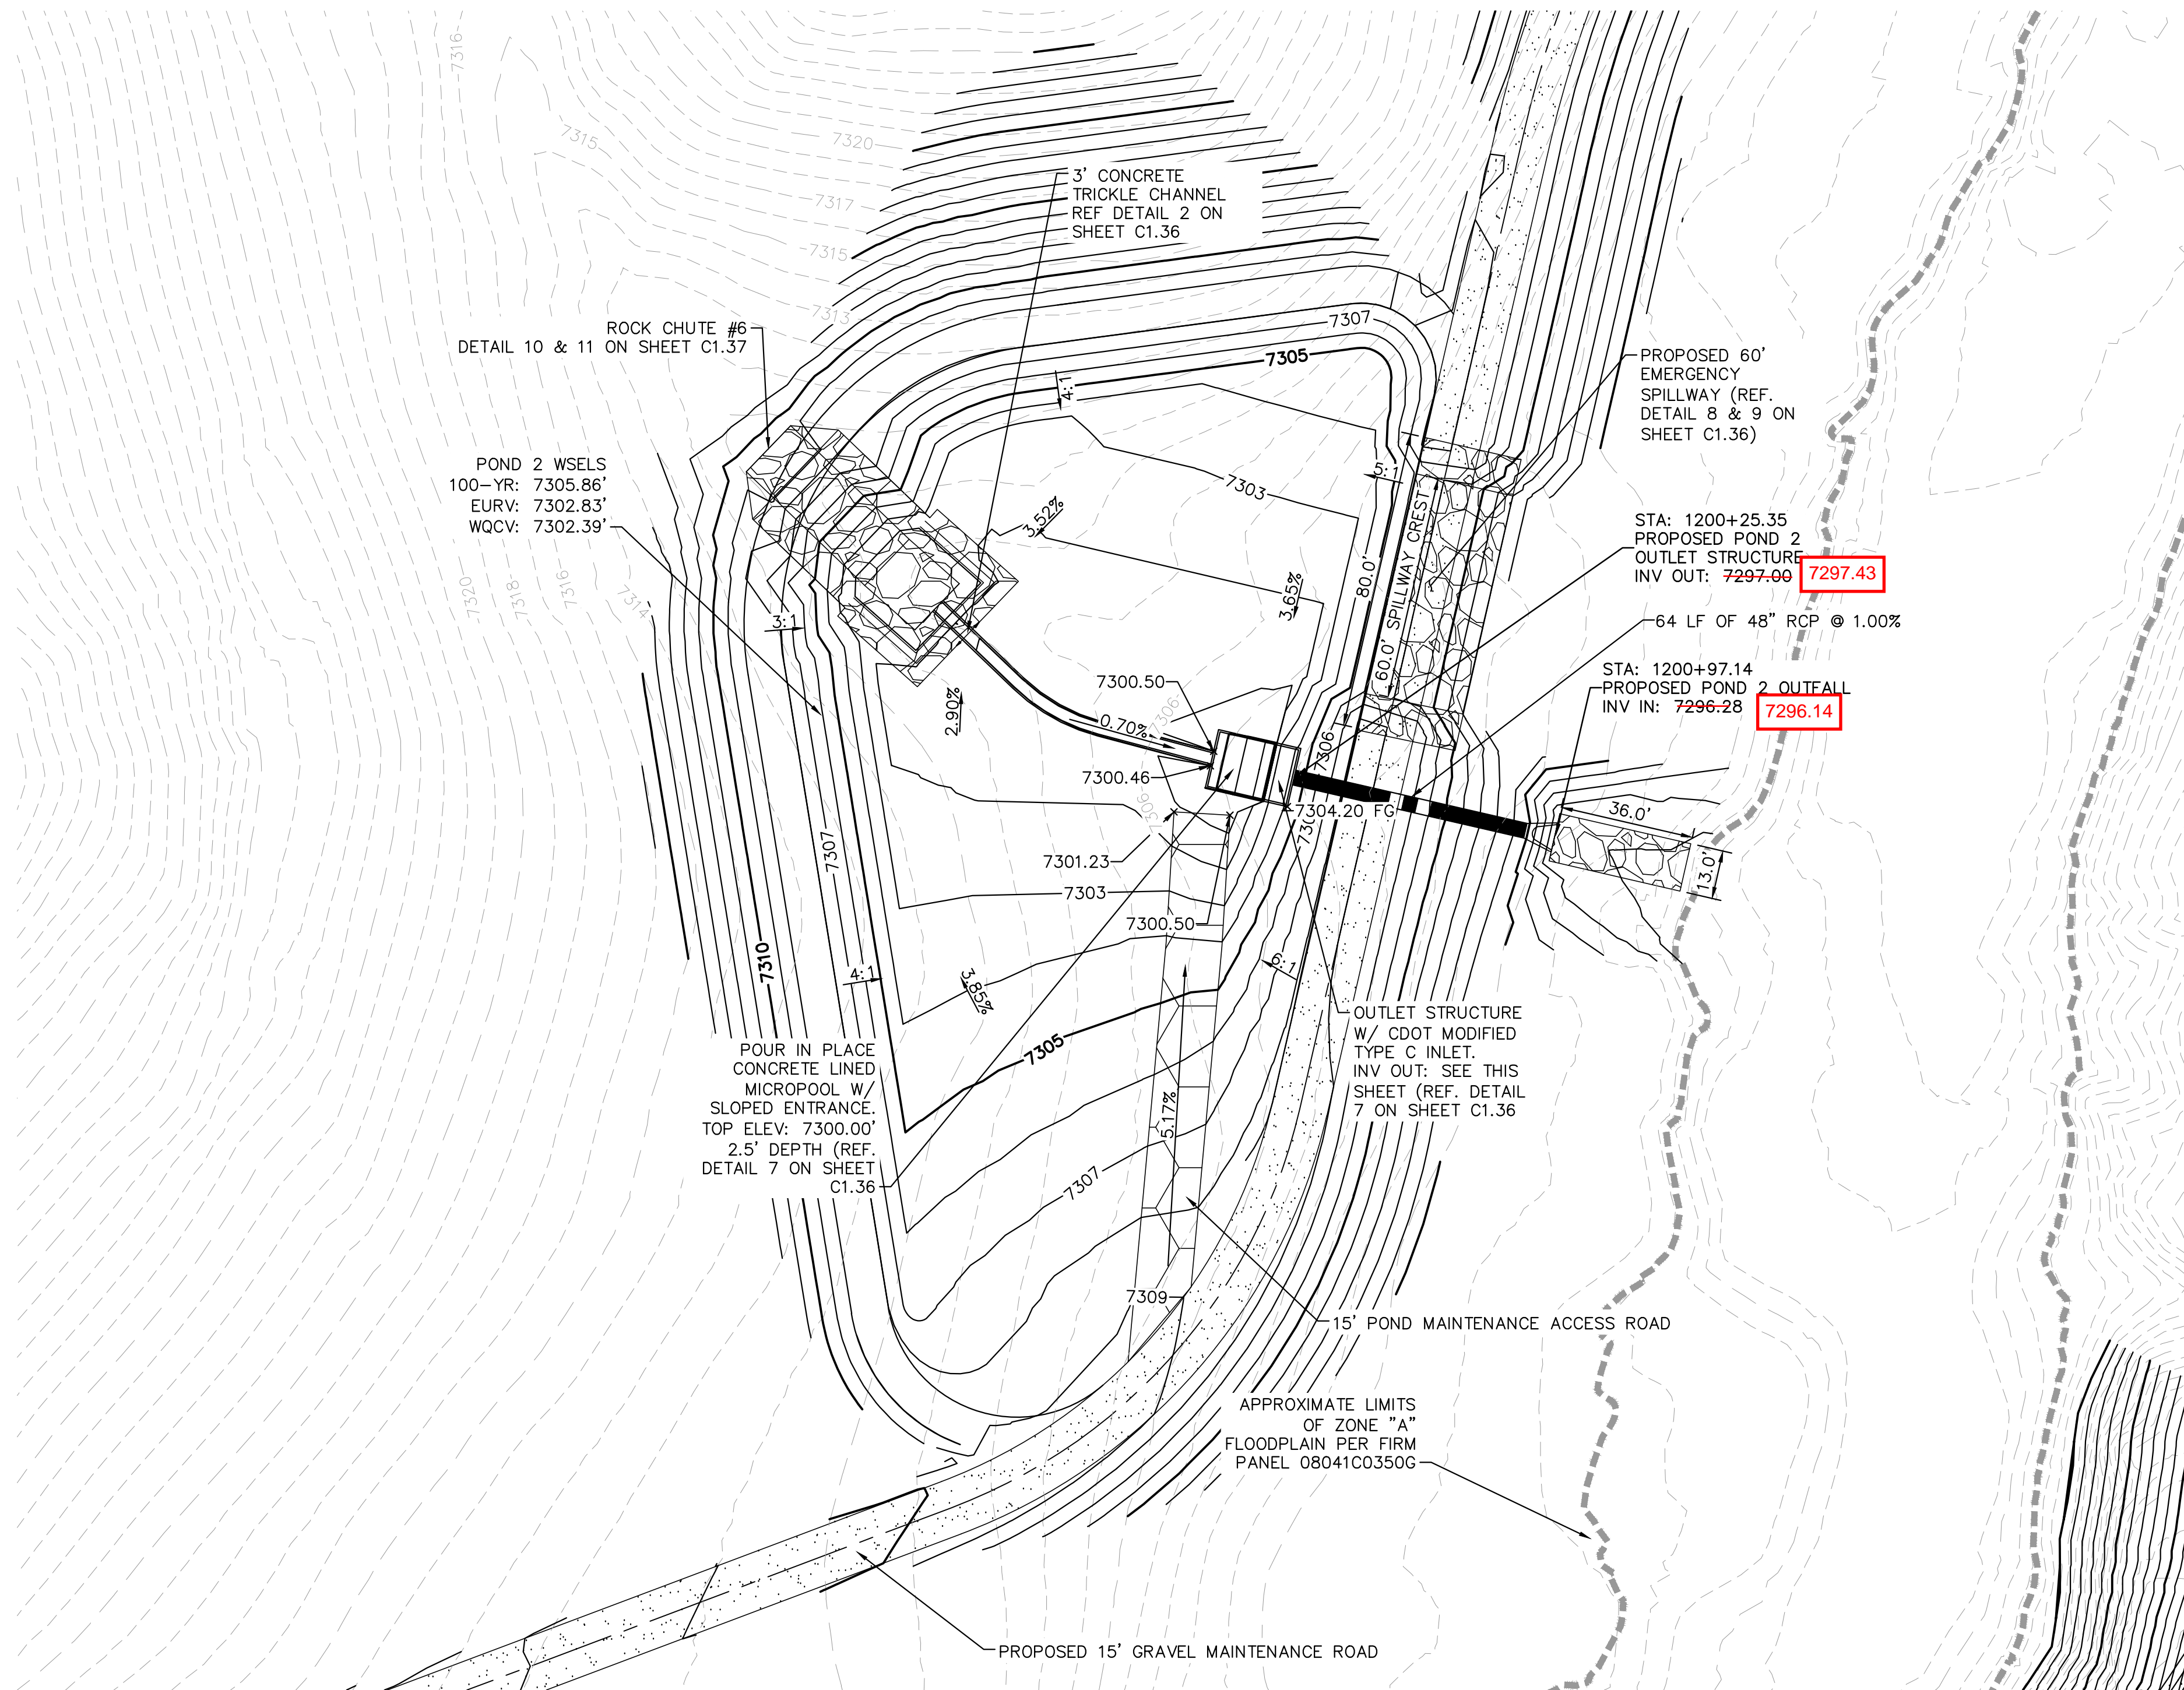 7316
7315
7320
7317
7315
7313
3' CONCRETE
TRICKLE CHANNEL
REF DETAIL 2 ON
SHEET C1.36
ROCK CHUTE #6
DETAIL 10 & 11 ON SHEET C1.37
7307
7305
4:1
PROPOSED 60'
EMERGENCY
SPILLWAY (REF.
DETAIL 8 & 9 ON
SHEET C1.36)
POND 2 WSELS
100-YR: 7305.86'
EURV: 7302.83'
WQCV: 7302.39'
5:1
7303
3.52%
80.0'
60.0' SPILLWAY CREST
STA: 1200+25.35
PROPOSED POND 2
OUTLET STRUCTURE
INV OUT: 7297.00 7297.43
7320
7318
7316
7314
3:1
3.65%
64 LF OF 48" RCP @ 1.00%
STA: 1200+97.14
PROPOSED POND 2 OUTFALL
INV IN: 7296.28 7296.14
7300.50
2.90%
0.70%
7306
7306
7300.46
7304.20 FG
36.0'
13.0'
7301.23
7307
7303
7300.50
7310
4:1
3.85%
6:1
OUTLET STRUCTURE
W/ CDOT MODIFIED
TYPE C INLET.
INV OUT: SEE THIS
SHEET (REF. DETAIL
7 ON SHEET C1.36
7305
POUR IN PLACE
CONCRETE LINED
MICROPOOL W/
SLOPED ENTRANCE.
TOP ELEV: 7300.00'
2.5' DEPTH (REF.
DETAIL 7 ON SHEET
C1.36
5.17%
7307
7309
15' POND MAINTENANCE ACCESS ROAD
APPROXIMATE LIMITS
OF ZONE "A"
FLOODPLAIN PER FIRM
PANEL 08041C0350G
PROPOSED 15' GRAVEL MAINTENANCE ROAD